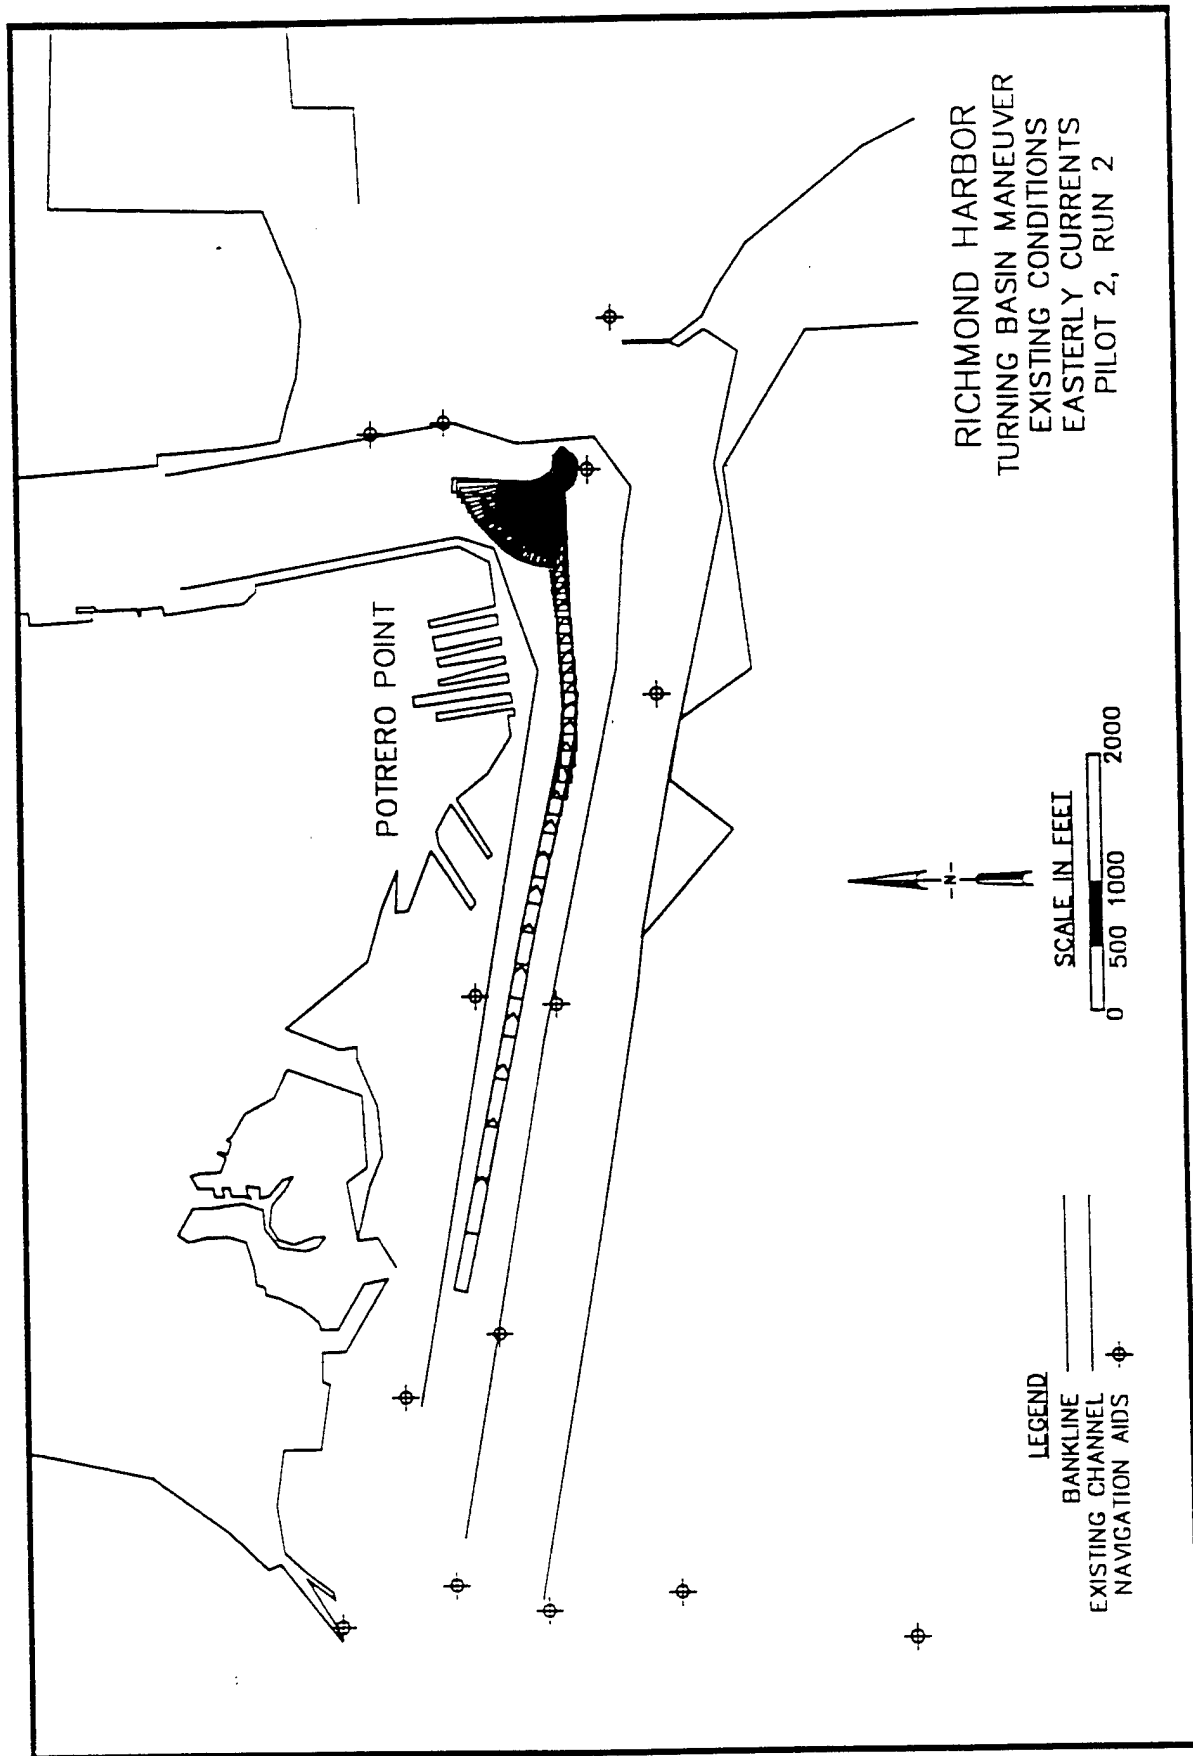 POTRERO POINT
RICHMOND HARBOR
TURNING BASIN MANEUVER
EXISTING CONDITIONS
EASTERLY CURRENTS
PILOT 2, RUN 2
-N-
SCALE IN FEET
0 500 1000 2000
LEGEND
BANKLINE
EXISTING CHANNEL
NAVIGATION AIDS